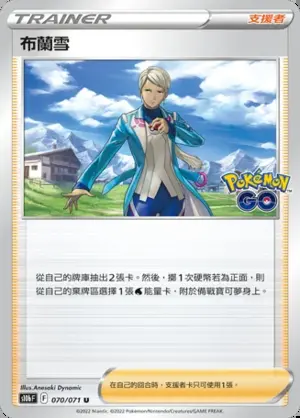 TRAINER
支援者
布蘭雪
Pokémon
GO
從自己的牌庫抽出2張卡。然後,擲1次硬幣若為正面,則
從自己的棄牌區選擇1張能量卡,附於備戰寶可夢身上。
Illus.Anesaki Dynamic
在自己的回合時,支援者卡只可使用1張。
s10b F F 070/071 U
©2022 Niantic. ©2022 Pokémon/Nintendo/Creatures/GAME FREAK.